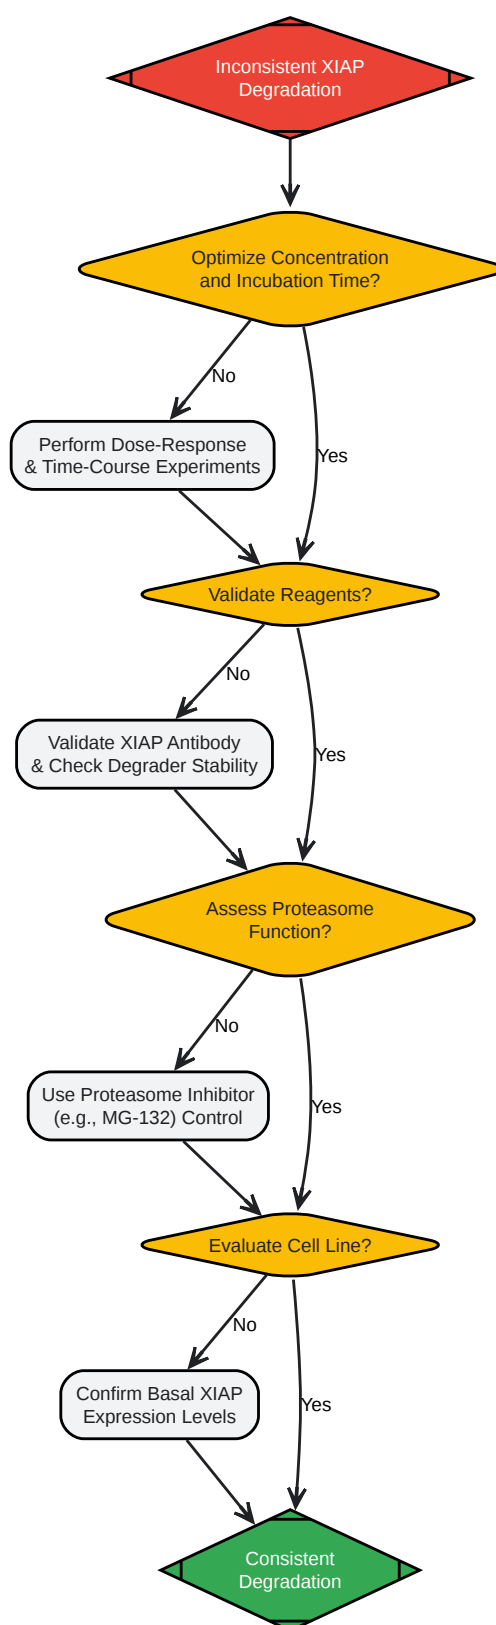 Inconsistent XIAP
Degradation
Optimize Concentration
and Incubation Time?
No
Perform Dose-Response
& Time-Course Experiments
Yes
Validate Reagents?
No
Validate XIAP Antibody
& Check Degrader Stability
Yes
Assess Proteasome
Function?
No
Use Proteasome Inhibitor
(e.g., MG-132) Control
Yes
Evaluate Cell Line?
No
Confirm Basal XIAP
Expression Levels
Yes
Consistent
Degradation